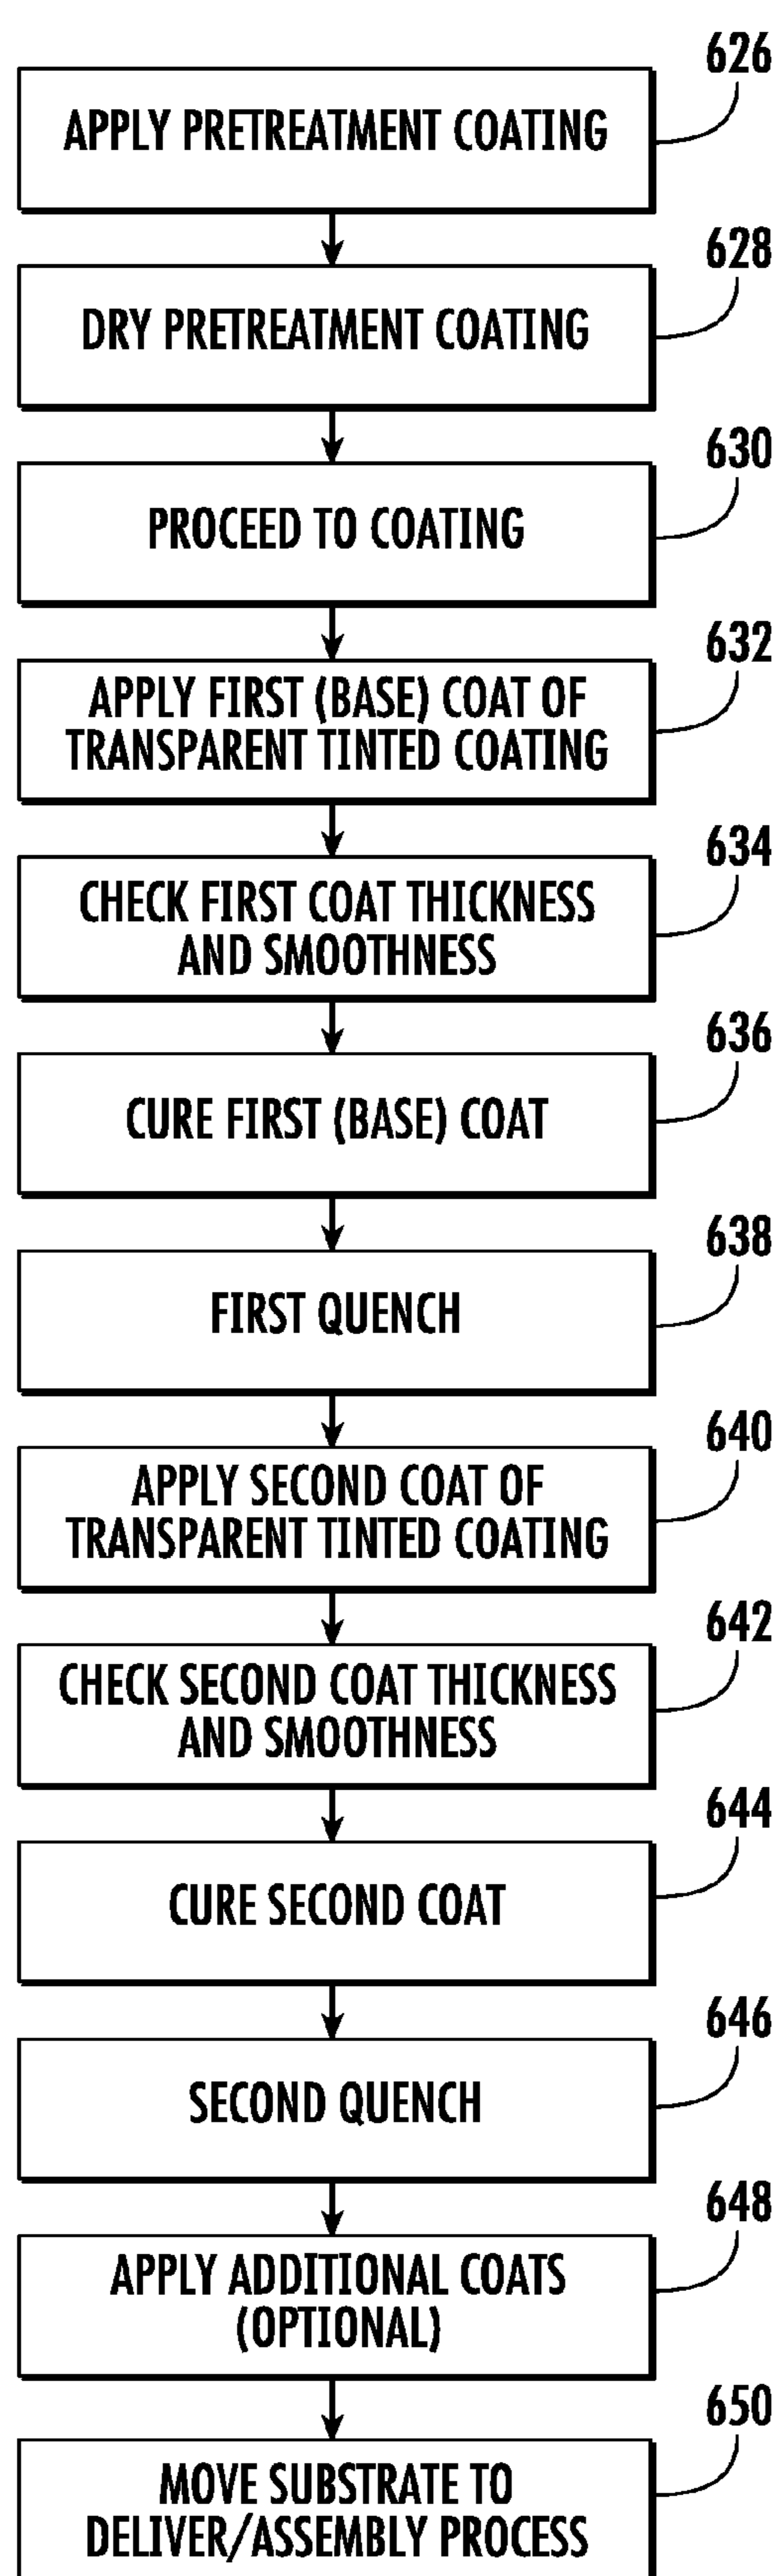 626
APPLY PRETREATMENT COATING
628
DRY PRETREATMENT COATING
630
PROCEED TO COATING
632
APPLY FIRST (BASE) COAT OF
TRANSPARENT TINTED COATING
634
CHECK FIRST COAT THICKNESS
AND SMOOTHNESS
636
CURE FIRST (BASE) COAT
638
FIRST QUENCH
640
APPLY SECOND COAT OF
TRANSPARENT TINTED COATING
642
CHECK SECOND COAT THICKNESS
AND SMOOTHNESS
644
CURE SECOND COAT
646
SECOND QUENCH
648
APPLY ADDITIONAL COATS
(OPTIONAL)
650
MOVE SUBSTRATE TO
DELIVER/ASSEMBLY PROCESS